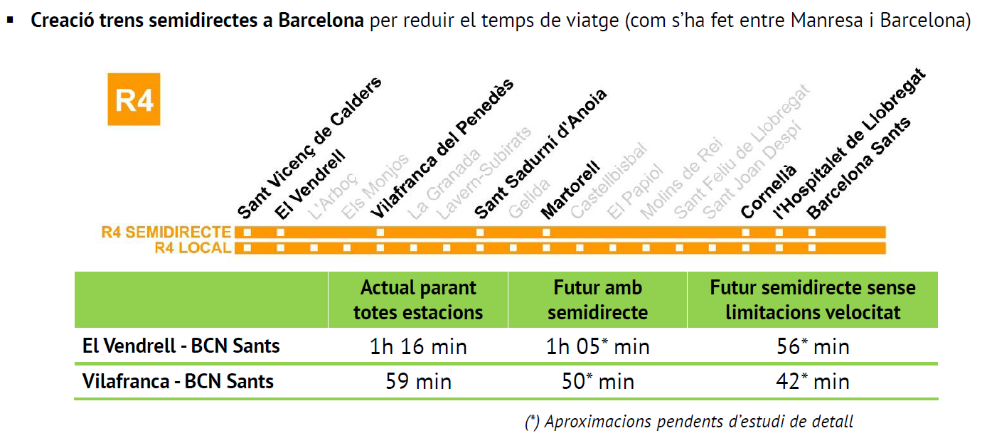 ▪ Creació trens semidirectes a Barcelona per reduir el temps de viatge (com s’ha fet entre Manresa i Barcelona)
R4
Sant Vicenç de Calders
El Vendrell
L'Arboç
Els Monjos
Vilafranca del Penedès
La Granada
Lavern-Subirats
Sant Sadurní d'Anoia
Gelida
Martorell
Castellbisbal
El Papiol
Molins de Rei
Sant Feliu de Llobregat
Sant Joan Despí
Cornellà
l'Hospitalet de Llobregat
Barcelona Sants
R4 SEMIDIRECTE
R4 LOCAL
Actual parant totes estacions
Futur amb semidirecte
Futur semidirecte sense limitacions velocitat
El Vendrell - BCN Sants 1h 16 min 1h 05* min 56* min
Vilafranca - BCN Sants 59 min 50* min 42* min
(*) Aproximacions pendents d’estudi de detall